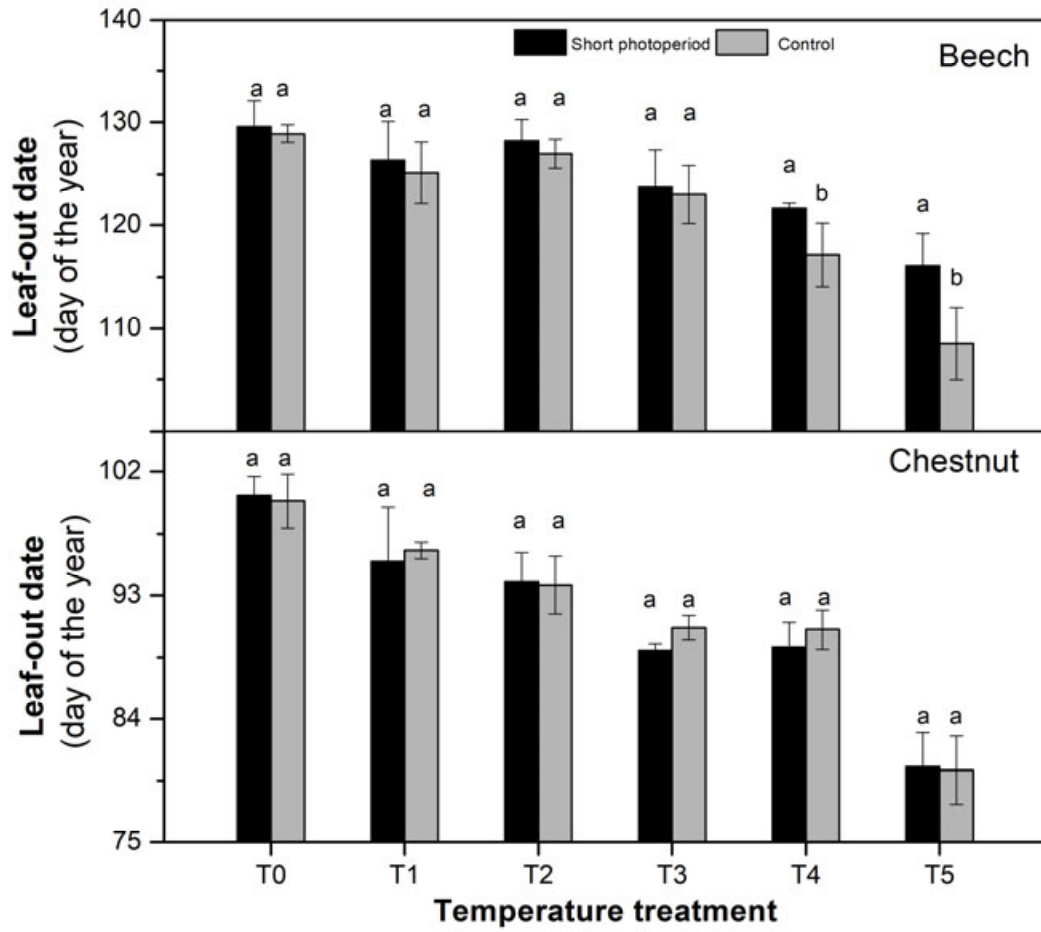 140
Short photoperiod Control
Beech
a a a a a a a a a b a b
130
120
110
Leaf-out date
(day of the year)
Chestnut
a a a a a a a a a a a a
102
93
84
75
Leaf-out date
(day of the year)
T0 T1 T2 T3 T4 T5
Temperature treatment